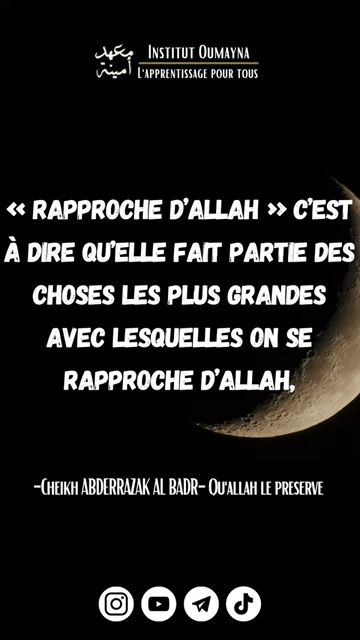 معهد أمينة
INSTITUT OUMAYNA
L'APPRENTISSAGE POUR TOUS
« RAPPROCHE D'ALLAH » C'EST
À DIRE QU'ELLE FAIT PARTIE DES
CHOSES LES PLUS GRANDES
AVEC LESQUELLES ON SE
RAPPROCHE D'ALLAH,
-CHEIKH ABDERRAZAK AL BADR- QU'ALLAH LE PRESERVE